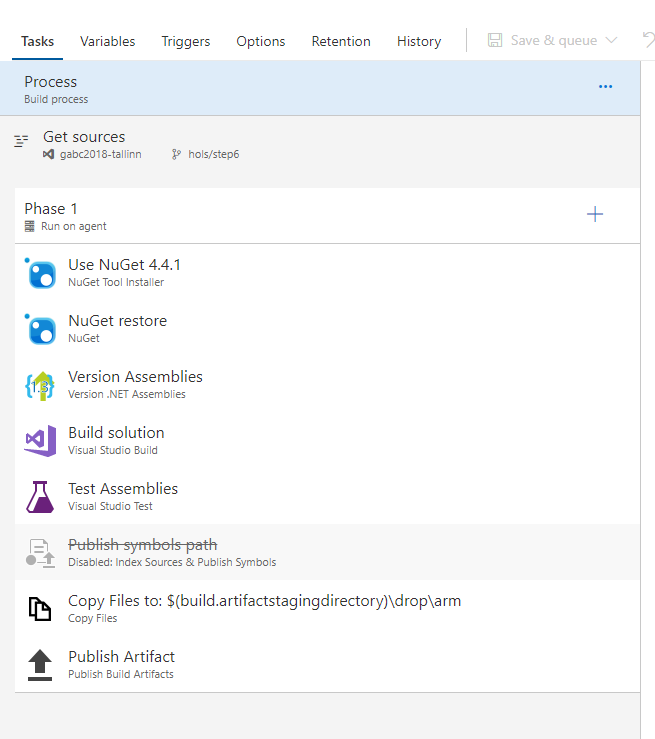 Tasks Variables Triggers Options Retention History Save & queue
Process
Build process
Get sources
gabc2018-tallinn hols/step6
Phase 1
Run on agent
Use NuGet 4.4.1
NuGet Tool Installer
NuGet restore
NuGet
Version Assemblies
Version .NET Assemblies
Build solution
Visual Studio Build
Test Assemblies
Visual Studio Test
Publish symbols path
Disabled: Index Sources & Publish Symbols
Copy Files to: $(build.artifactstagingdirectory)\drop\arm
Copy Files
Publish Artifact
Publish Build Artifacts